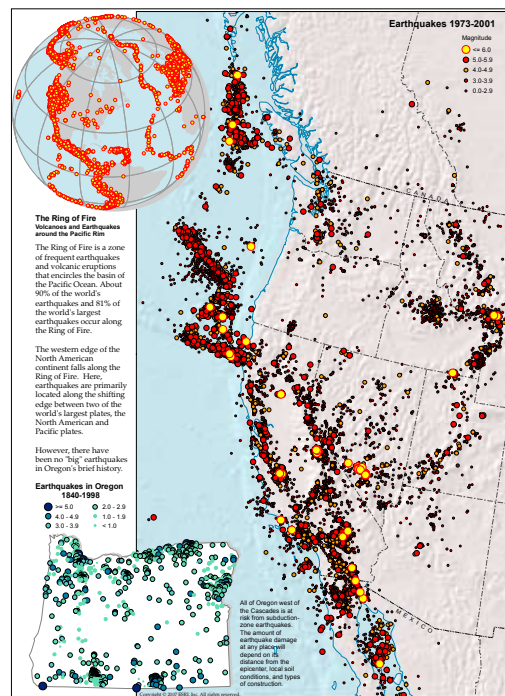 Earthquakes 1973-2001
Magnitude
<= 6.0
5.0-5.9
4.0-4.9
3.0-3.9
0.0-2.9
The Ring of Fire
Volcanoes and Earthquakes
around the Pacific Rim
The Ring of Fire is a zone
of frequent earthquakes
and volcanic eruptions
that encircles the basin of
the Pacific Ocean. About
90% of the world's
earthquakes and 81% of
the world's largest
earthquakes occur along
the Ring of Fire.
The western edge of the
North American
continent falls along the
Ring of Fire. Here,
earthquakes are primarily
located along the shifting
edge between two of the
world's largest plates, the
North American and
Pacific plates.
However, there have
been no "big" earthquakes
in Oregon's brief history.
Earthquakes in Oregon
1840-1998
>= 5.0
4.0 - 4.9
3.0 - 3.9
2.0 - 2.9
1.0 - 1.9
< 1.0
All of Oregon west of
the Cascades is at
risk from subduction-
zone earthquakes.
The amount of
earthquake damage
at any place will
depend on its
distance from the
epicenter, local soil
conditions, and types
of construction.
MEXICO
Copyright © 2007 ESRI, Inc. All rights reserved.